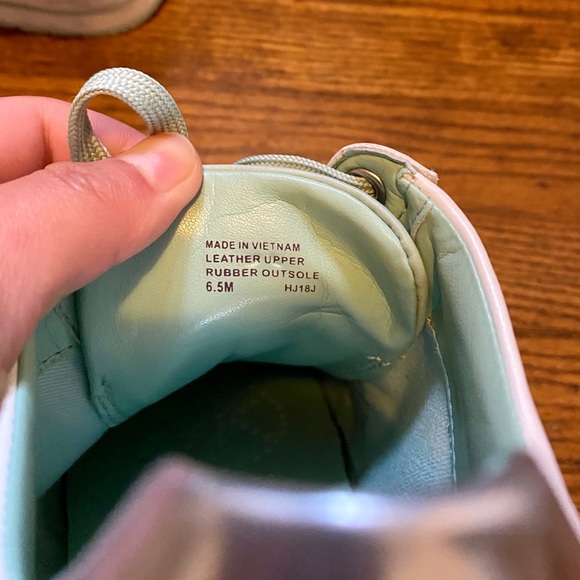 MADE IN VIETNAM
LEATHER UPPER
RUBBER OUTSOLE
6.5M HJ18J